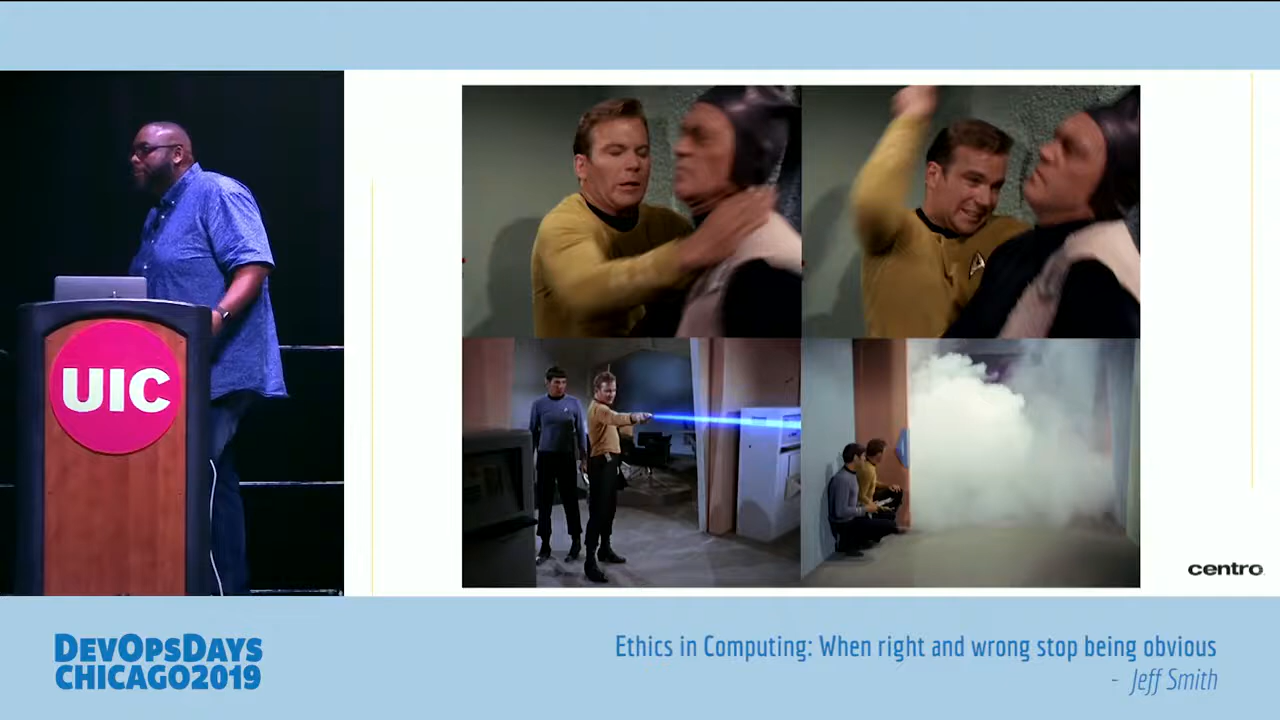 UIC
centro
DEVOPSDAYS
CHICAGO2019
Ethics in Computing: When right and wrong stop being obvious
- Jeff Smith